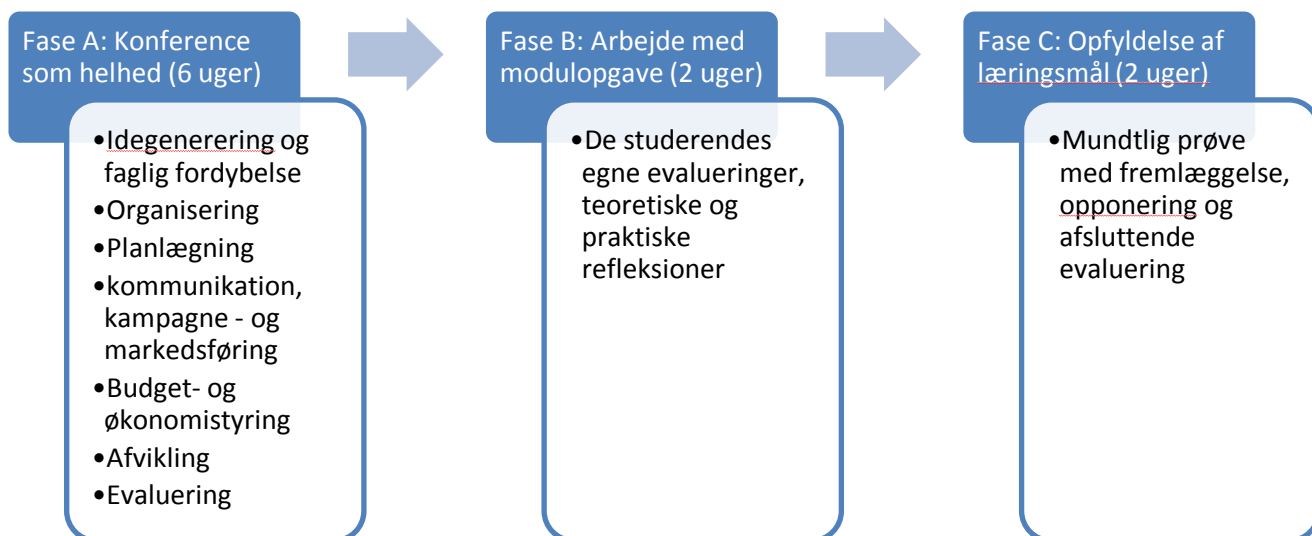 Fase A: Konference
som helhed (6 uger)
•Idegenerering og
faglig fordybelse
•Organisering
•Planlægning
•kommunikation,
kampagne - og
markedsføring
•Budget- og
økonomistyring
•Afvikling
•Evaluering
Fase B: Arbejde med
modulopgave (2 uger)
•De studerendes
egne evalueringer,
teoretiske og
praktiske
refleksioner
Fase C: Opfyldelse af
læringsmål (2 uger)
•Mundtlig prøve
med fremlæggelse,
opponering og
afsluttende
evaluering